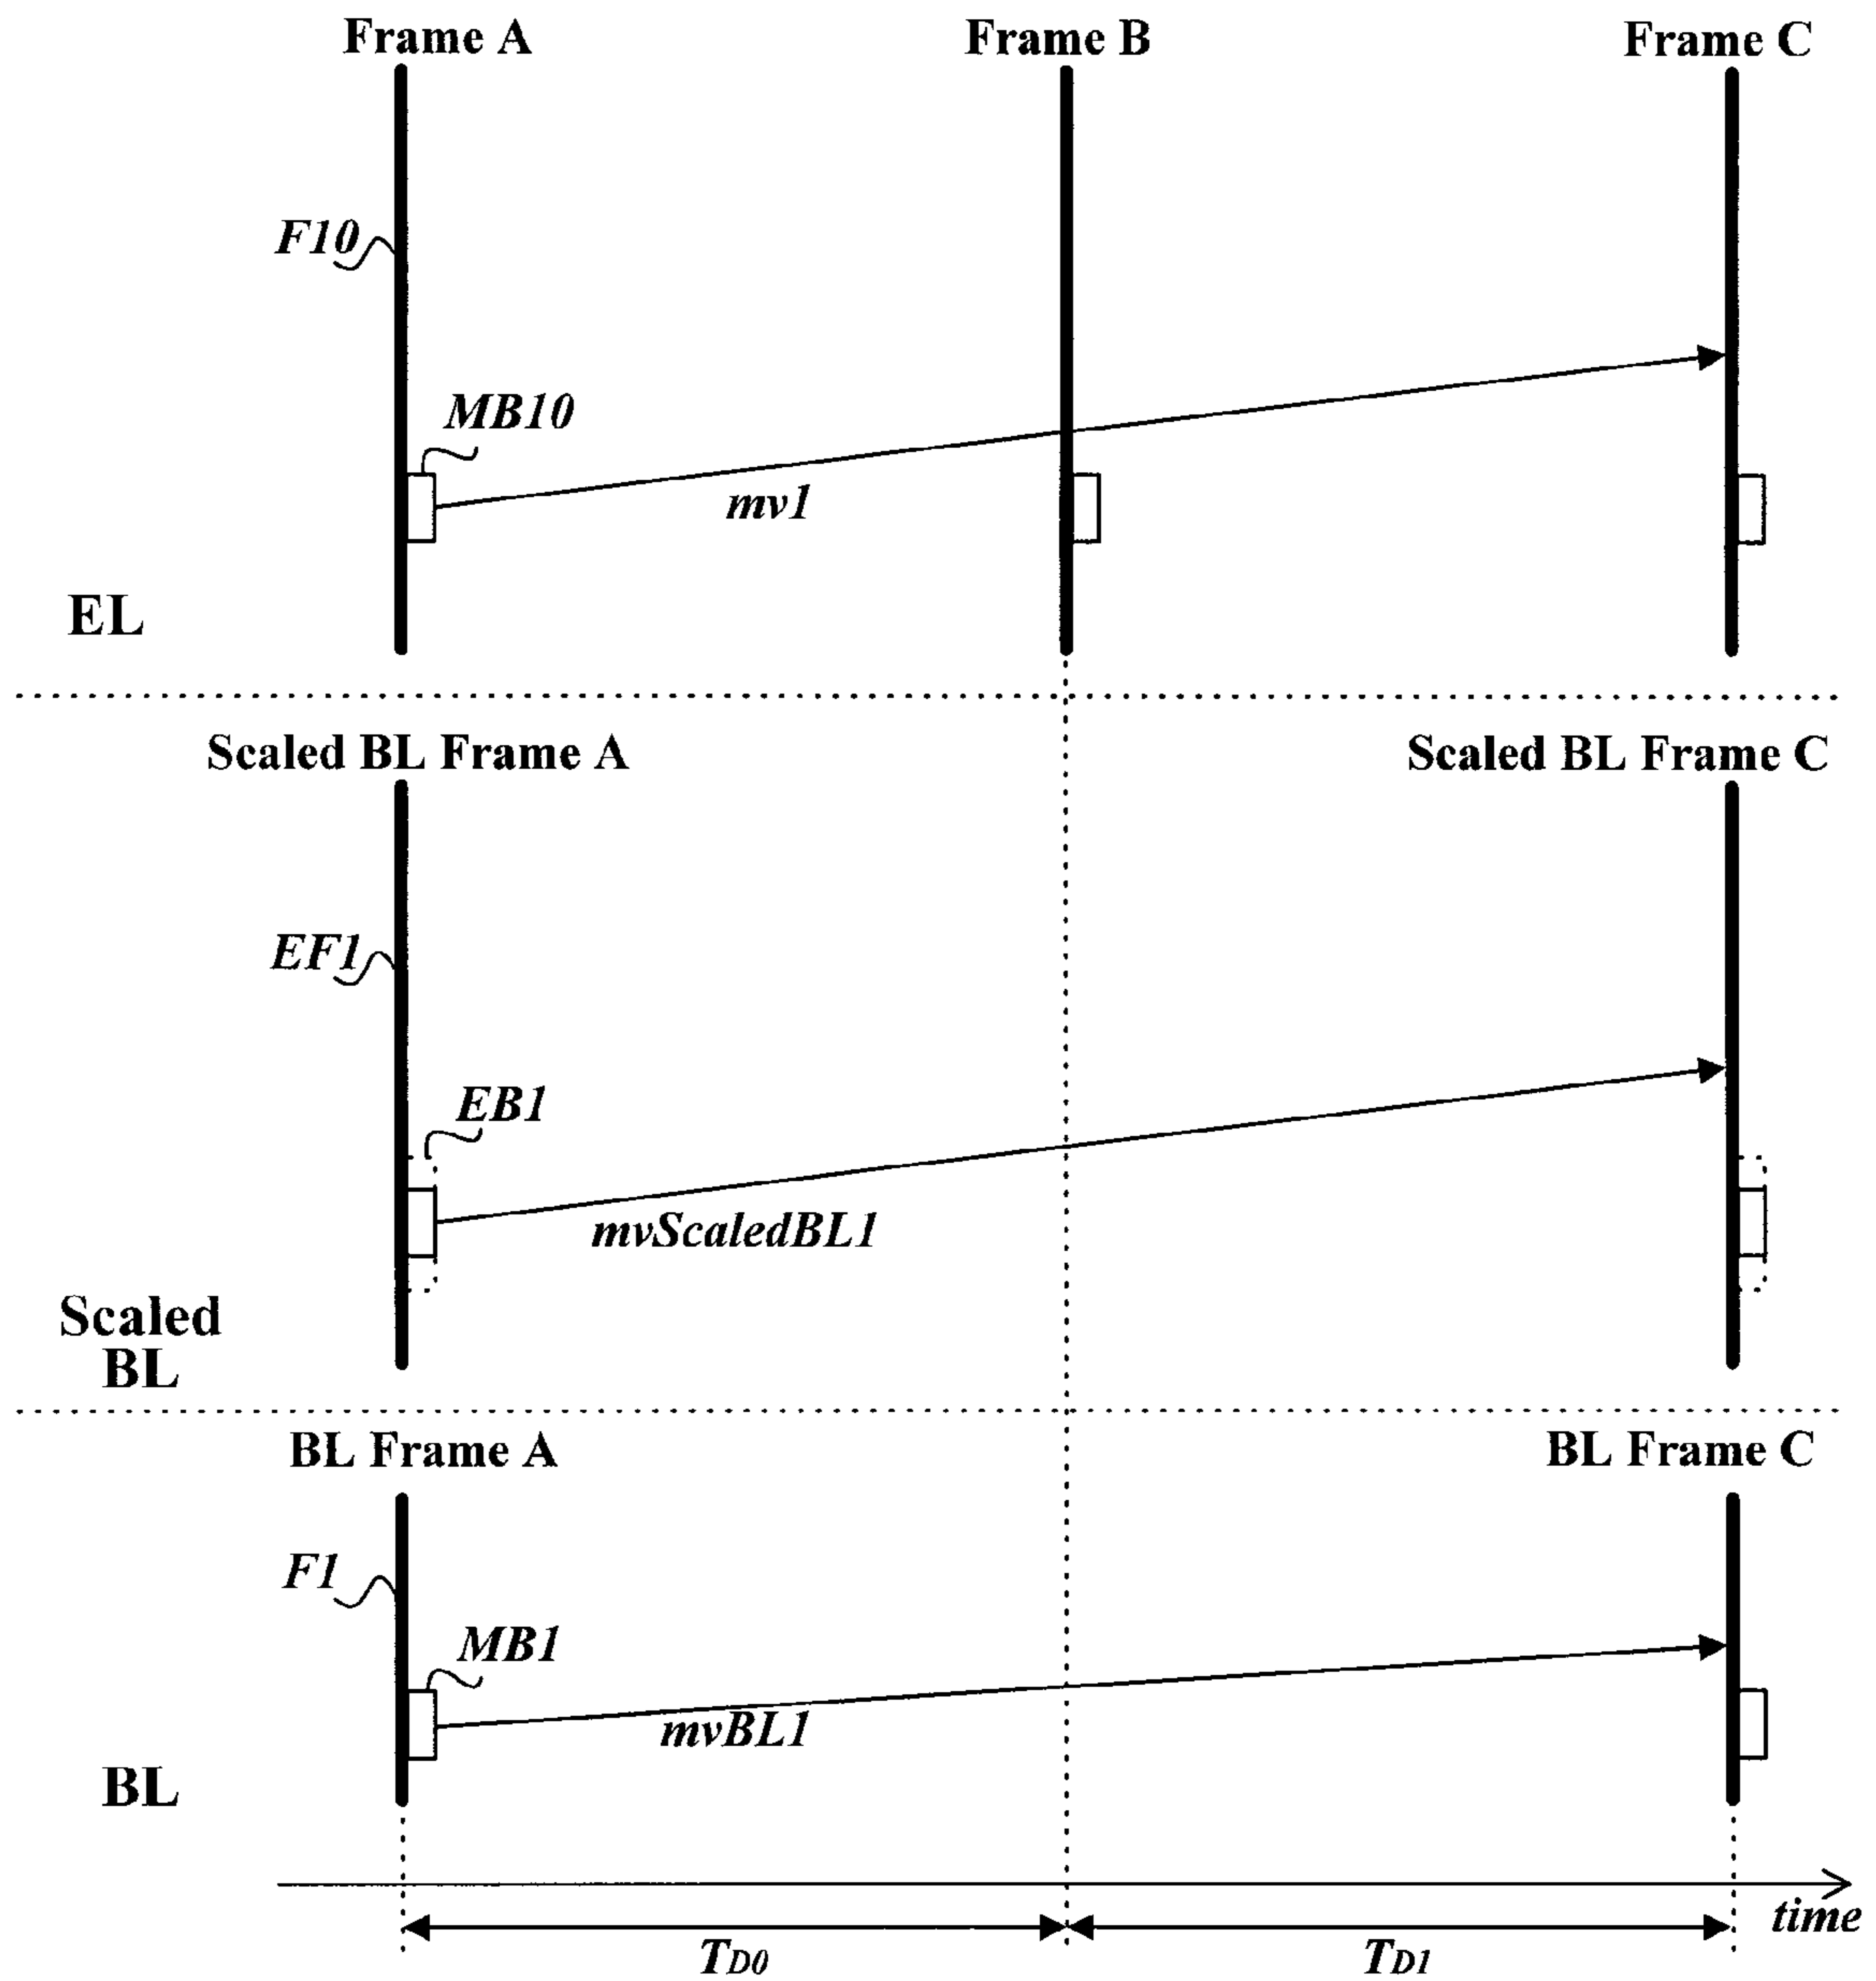 Frame A Frame B Frame C
F10
MB10
mv1
EL
Scaled BL Frame A Scaled BL Frame C
EF1
EB1
mvScaledBL1
Scaled
BL
BL Frame A BL Frame C
F1
MB1
mvBL1
BL
time
TD0 TD1